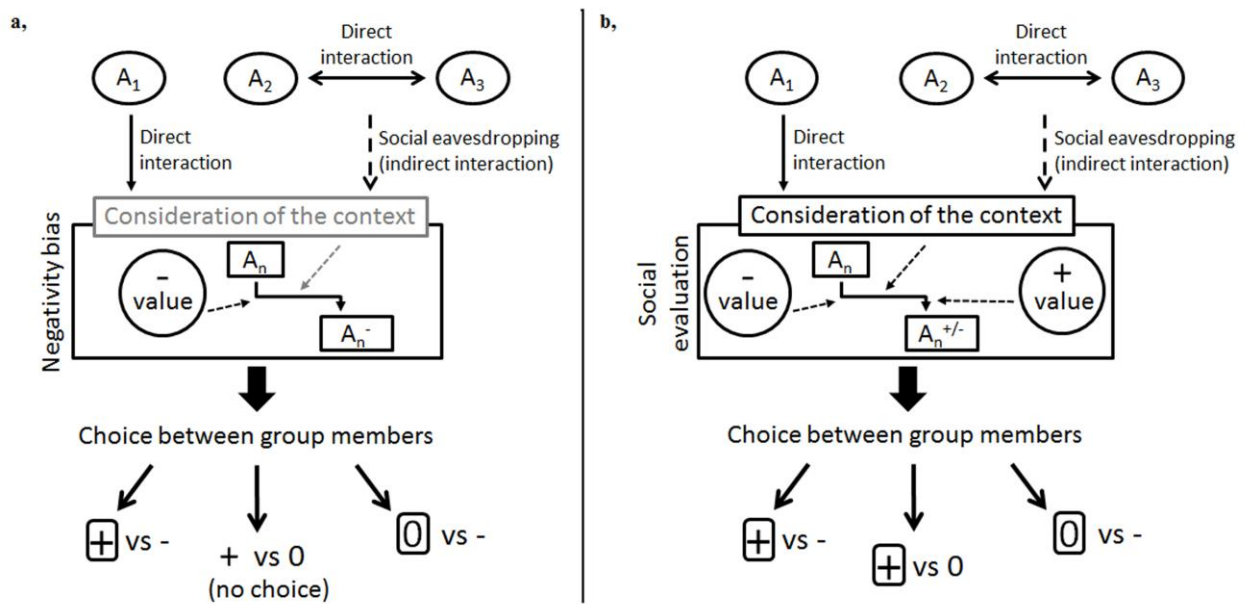 a,
Direct
interaction
A1
A2
A3
Direct
interaction
Social eavesdropping
(indirect interaction)
Consideration of the context
Negativity bias
-
value
An
An-
Choice between group members
+ vs -
+ vs 0
(no choice)
0 vs -
b,
Direct
interaction
A1
A2
A3
Direct
interaction
Social eavesdropping
(indirect interaction)
Consideration of the context
Social
evaluation
-
value
An
+
value
An+/-
Choice between group members
+ vs -
+ vs 0
0 vs -